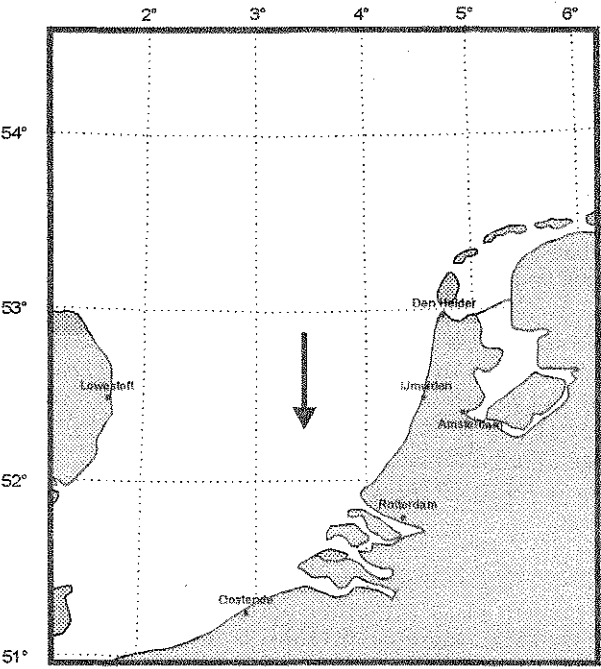 2° 3° 4° 5° 6°
54°
53°
Den Helder
Lowestoft
IJmuiden
Amsterdam
52°
Rotterdam
Oostende
51°